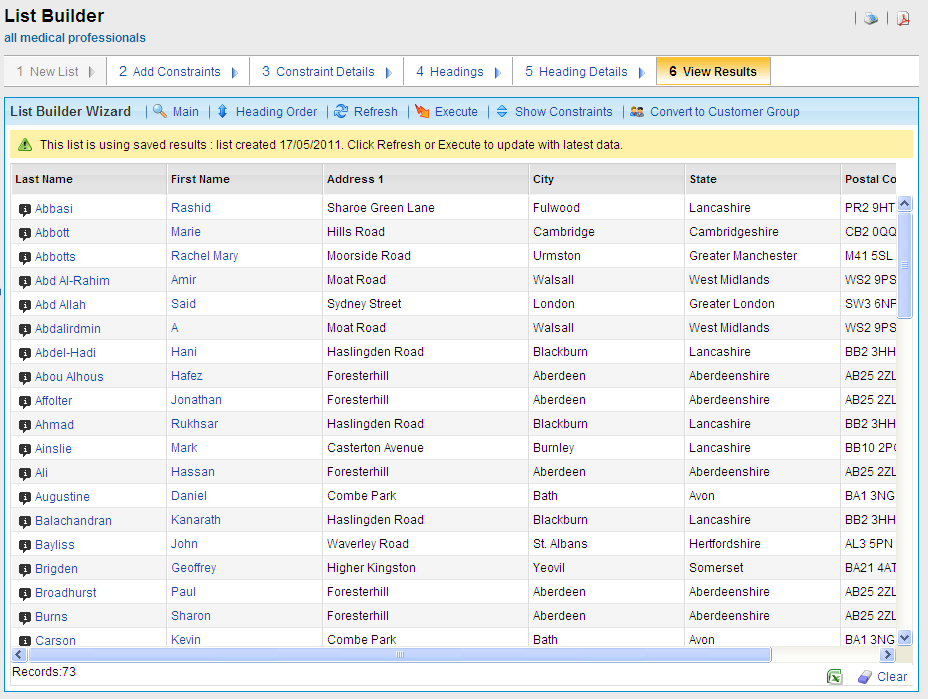 List Builder
all medical professionals
1 New List 2 Add Constraints 3 Constraint Details 4 Headings 5 Heading Details 6 View Results
List Builder Wizard Main Heading Order Refresh Execute Show Constraints Convert to Customer Group
This list is using saved results : list created 17/05/2011. Click Refresh or Execute to update with latest data.
Last Name First Name Address 1 City State Postal Co
Abbasi Rashid Sharoe Green Lane Fulwood Lancashire PR2 9HT
Abbott Marie Hills Road Cambridge Cambridgeshire CB2 0QQ
Abbotts Rachel Mary Moorside Road Urmston Greater Manchester M41 5SL
Abd Al-Rahim Amir Moat Road Walsall West Midlands WS2 9PS
Abd Allah Said Sydney Street London Greater London SW3 6NP
Abdalirdmin A Moat Road Walsall West Midlands WS2 9PS
Abdel-Hadi Hani Haslingden Road Blackburn Lancashire BB2 3HH
Abou Alhous Hafez Foresterhill Aberdeen Aberdeenshire AB25 2ZL
Affolter Jonathan Foresterhill Aberdeen Aberdeenshire AB25 2ZL
Ahmad Rukhsar Haslingden Road Blackburn Lancashire BB2 3HH
Ainslie Mark Casterton Avenue Burnley Lancashire BB10 2P
Ali Hassan Foresterhill Aberdeen Aberdeenshire AB25 2ZL
Augustine Daniel Combe Park Bath Avon BA1 3NG
Balachandran Kanarath Haslingden Road Blackburn Lancashire BB2 3HH
Bayliss John Waverley Road St. Albans Hertfordshire AL3 5PN
Brigden Geoffrey Higher Kingston Yeovil Somerset BA21 4AT
Broadhurst Paul Foresterhill Aberdeen Aberdeenshire AB25 2ZL
Burns Sharon Foresterhill Aberdeen Aberdeenshire AB25 2ZL
Carson Kevin Combe Park Bath Avon BA1 3NG
Records:73
Clear